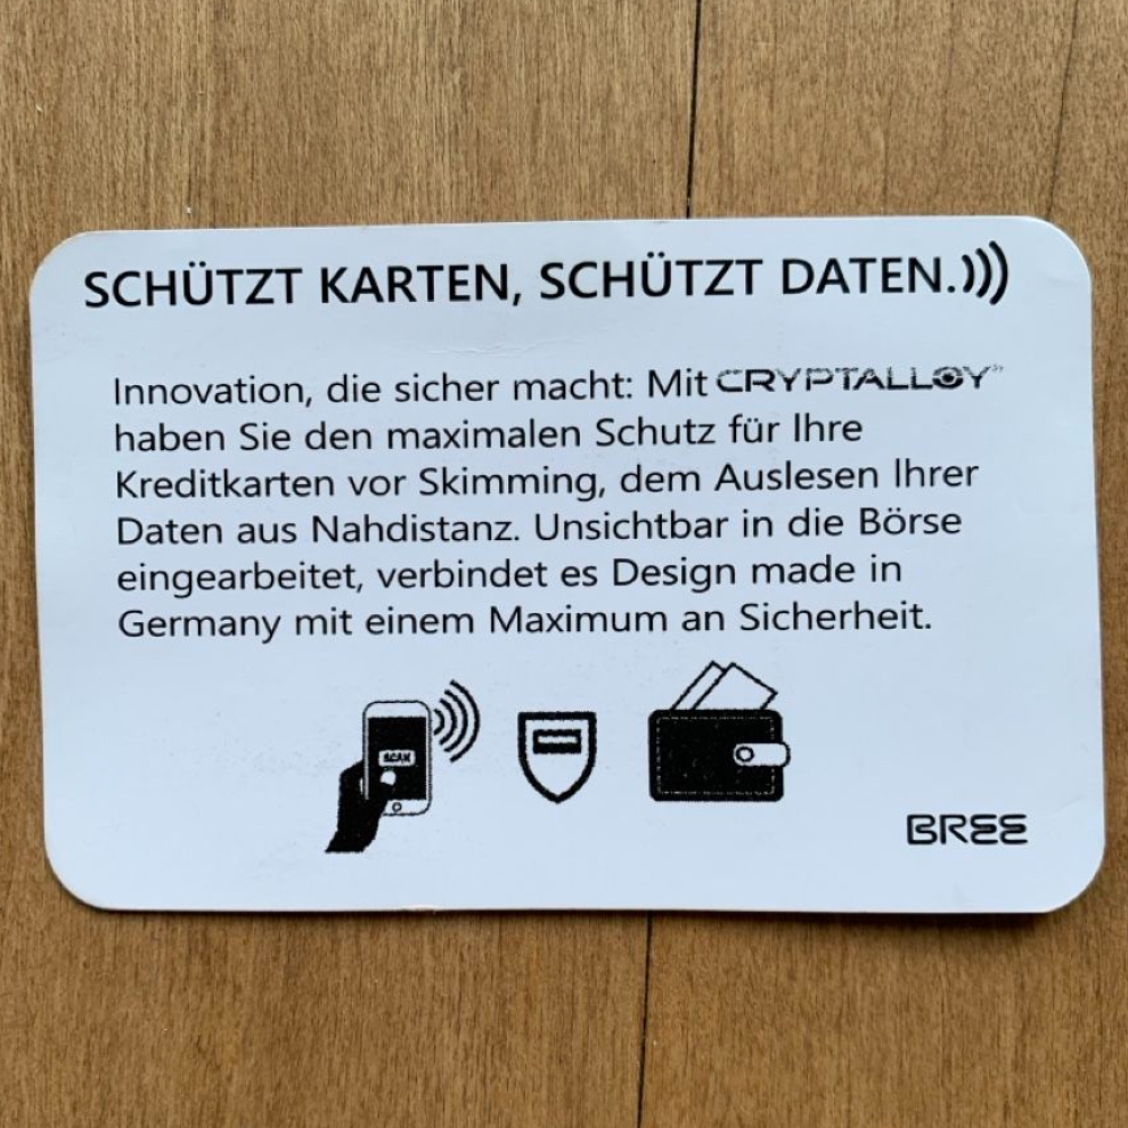 SCHÜTZT KARTEN, SCHÜTZT DATEN.
Innovation, die sicher macht: Mit CRYPTALLOY
haben Sie den maximalen Schutz für Ihre
Kreditkarten vor Skimming, dem Auslesen Ihrer
Daten aus Nahdistanz. Unsichtbar in die Börse
eingearbeitet, verbindet es Design made in
Germany mit einem Maximum an Sicherheit.
SCAN
BREE